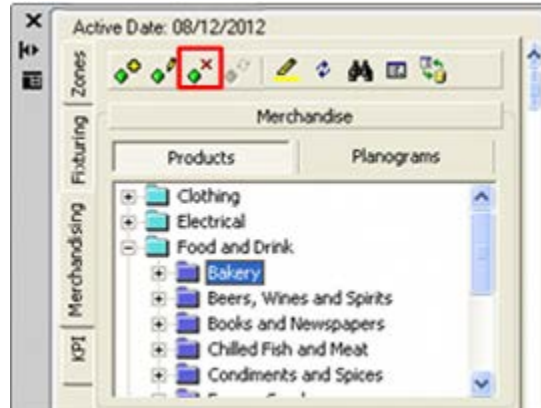 Active Date: 08/12/2012
Zones
Fixturing
Merchandising
KPI
Merchandise
Products
Planograms
Clothing
Electrical
Food and Drink
Bakery
Beers, Wines and Spirits
Books and Newspapers
Chilled Fish and Meat
Condiments and Spices